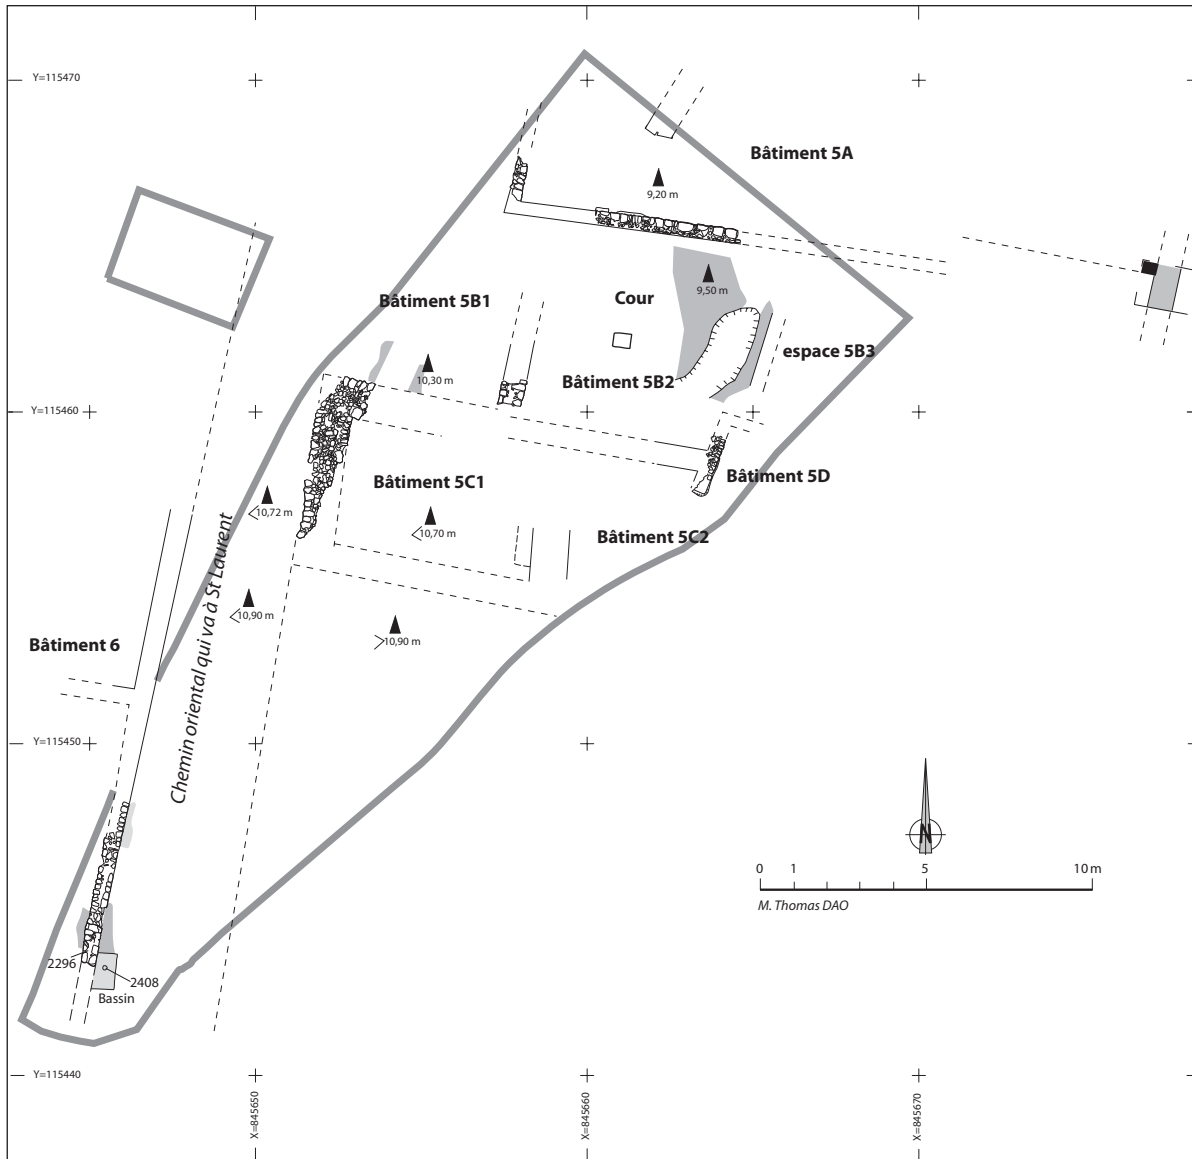 Y=115470
Bâtiment 5A
9,20 m
9,50 m
Cour
Bâtiment 5B1
espace 5B3
10,30 m
Bâtiment 5B2
Y=115460
Bâtiment 5D
Bâtiment 5C1
10,72 m
10,70 m
Bâtiment 5C2
Chemin oriental qui va à St Laurent
10,90 m
10,90 m
Bâtiment 6
Y=115450
N
0 1 5 10 m
M. Thomas DAO
2296
2408
Bassin
Y=115440
X=845650
X=845660
X=845670